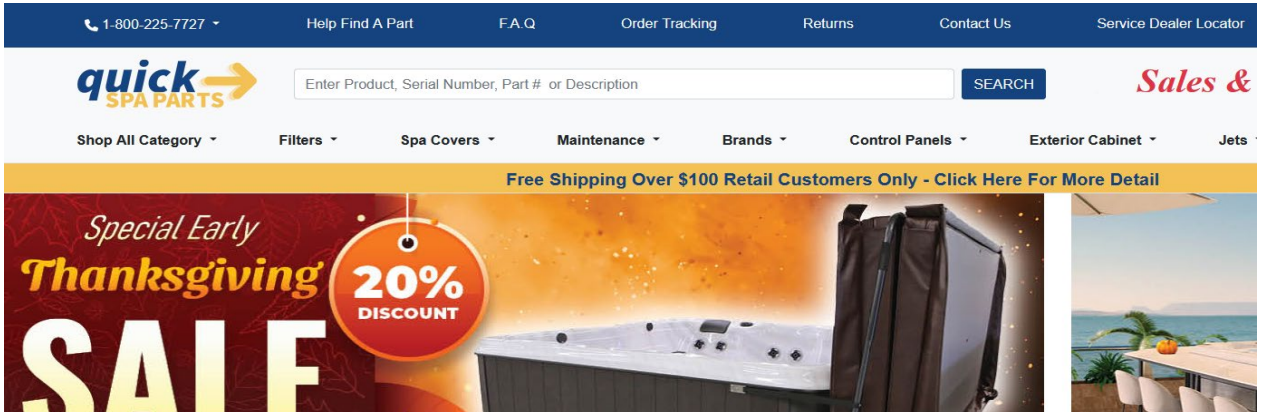 1-800-225-7727 Help Find A Part F.A.Q Order Tracking Returns Contact Us Service Dealer Locator
quick
SPA PARTS
Enter Product, Serial Number, Part # or Description SEARCH
Sales &
Shop All Category Filters Spa Covers Maintenance Brands Control Panels Exterior Cabinet Jets
Free Shipping Over $100 Retail Customers Only - Click Here For More Detail
Special Early
Thanksgiving
SALE
20%
DISCOUNT